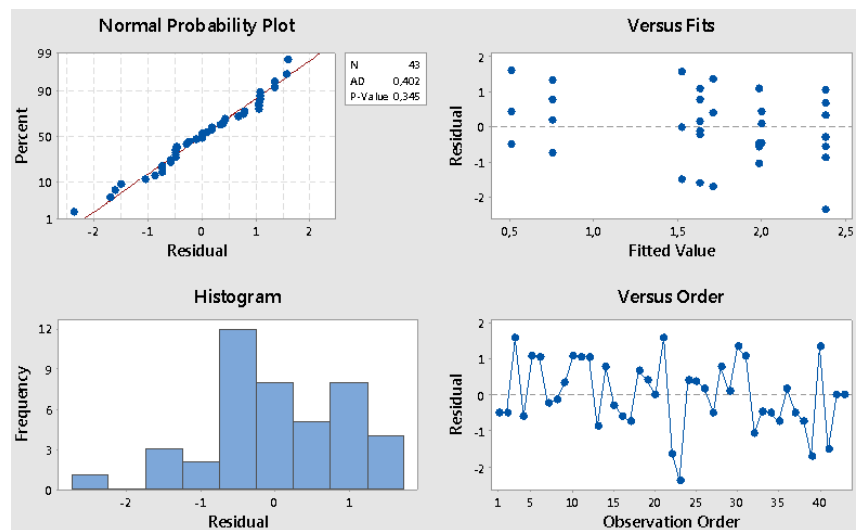 Normal Probability Plot
99
90
50
10
1
Percent
-2 -1 0 1 2
Residual
N 43
AD 0,402
P-Value 0,345
Versus Fits
2
1
0
-1
-2
Residual
0,5 1,0 1,5 2,0 2,5
Fitted Value
Histogram
12
9
6
3
0
Frequency
-2 -1 0 1
Residual
Versus Order
2
1
0
-1
-2
Residual
1 5 10 15 20 25 30 35 40
Observation Order